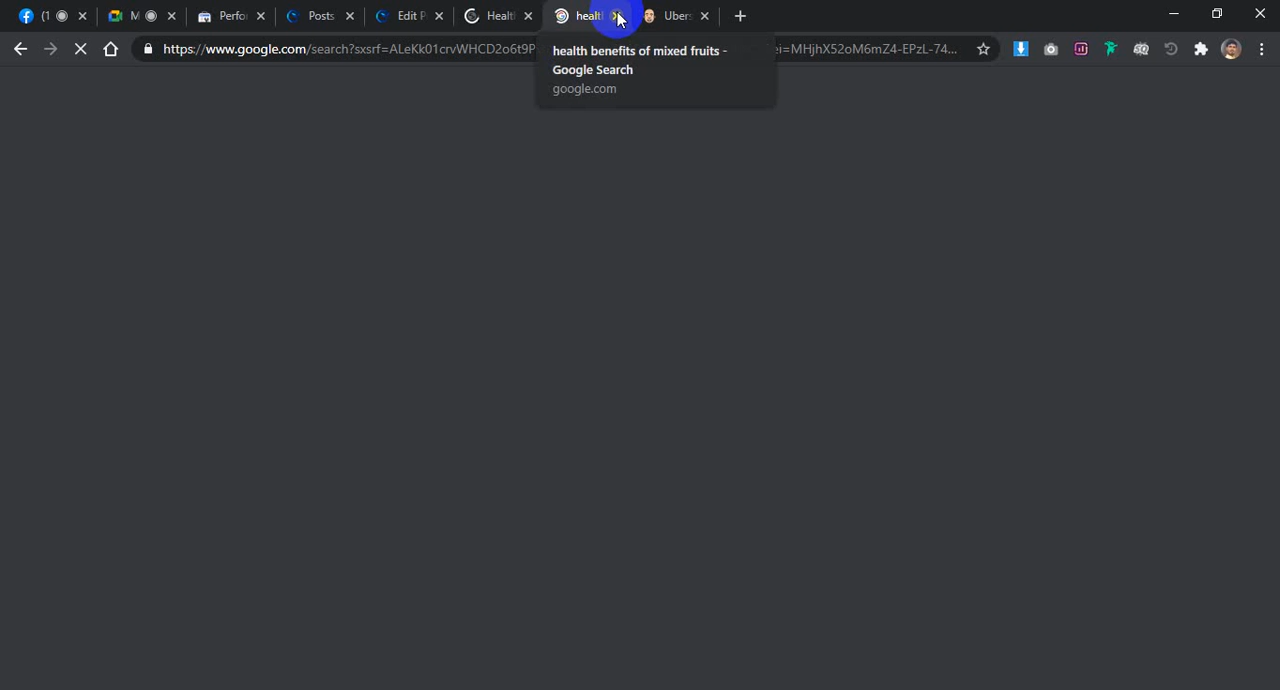 (1
M
Perfo
Posts
Edit P
Healt
healt
Ubers
https://www.google.com/search?sxsrf=ALeKk01crvWHCD2o6t9P
ei=MHjhX52oM6mZ4-EPzL-74...
health benefits of mixed fruits -
Google Search
google.com